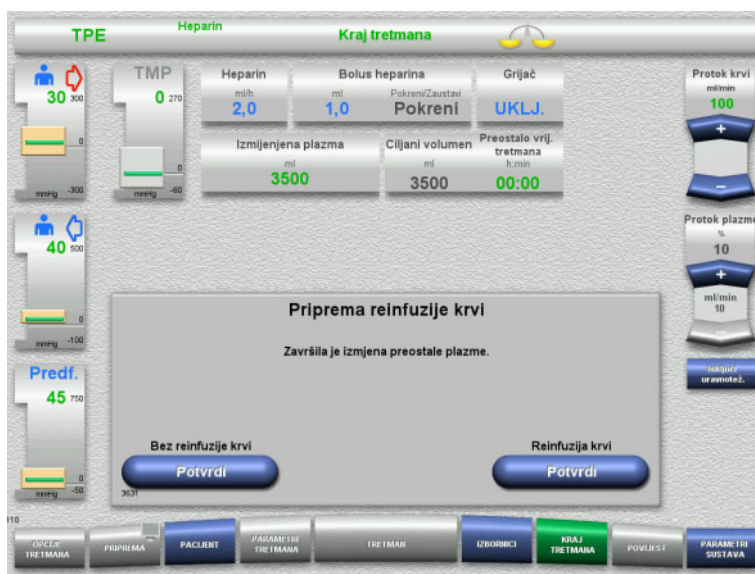 TPE
Heparin
Kraj tretmana
30 300
0
mmHg -300
TMP
0 270
0
mmHg -60
Heparin
ml/h
2,0
Bolus heparina
ml Pokreni/Zaustavi
1,0 Pokreni
Grijač
UKLJ.
Izmijenjena plazma
ml
3500
Ciljani volumen
ml
3500
Preostalo vrij.
tretmana
h:min
00:00
Protok krvi
ml/min
100
+
−
40 500
0
mmHg -100
Protok plazme
%
10
+
ml/min
10
Isključi
uravnotež.
Predf.
45 750
0
mmHg -50
Priprema reinfuzije krvi
Završila je izmjena preostale plazme.
Bez reinfuzije krvi
Potvrdi
Reinfuzija krvi
Potvrdi
3631
OPCIJE
TRETMANA
PRIPREMA
PACIJENT
PARAMETRI
TRETMANA
TRETMAN
IZBORNICI
KRAJ
TRETMANA
POVIJEST
PARAMETRI
SUSTAVA